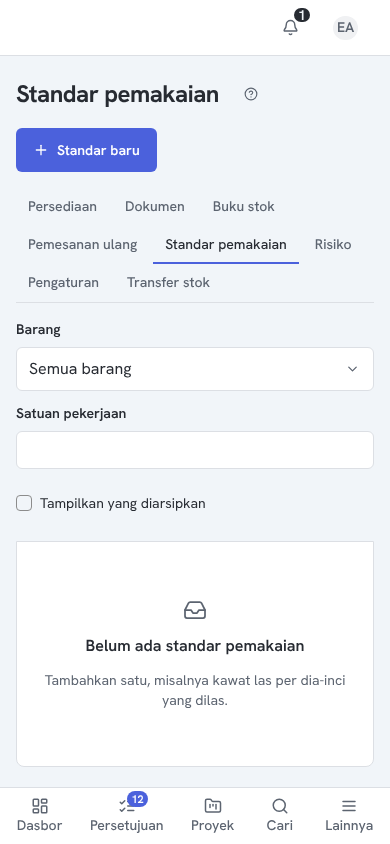 1
EA
Standar pemakaian
Standar baru
Persediaan Dokumen Buku stok
Pemesanan ulang Standar pemakaian Risiko
Pengaturan Transfer stok
Barang
Semua barang
Satuan pekerjaan
Tampilkan yang diarsipkan
Belum ada standar pemakaian
Tambahkan satu, misalnya kawat las per dia-inci
yang dilas.
12
Dasbor Persetujuan Proyek Cari Lainnya